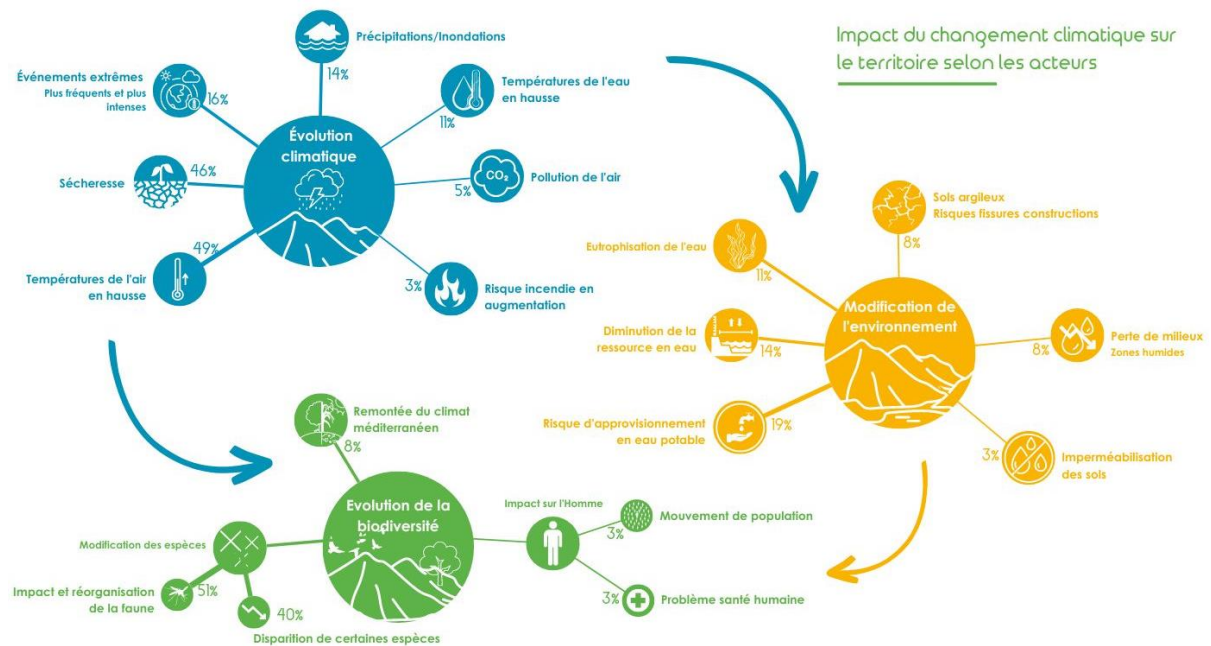 Impact du changement climatique sur
le territoire selon les acteurs
Précipitations/Inondations
14%
Événements extrêmes
Plus fréquents et plus
intenses
16%
Températures de l'eau
en hausse
11%
Évolution
climatique
Sécheresse
46%
CO₂
Pollution de l'air
5%
Températures de l'air
en hausse
49%
Risque incendie en
augmentation
3%
Sols argileux
Risques fissures constructions
8%
Eutrophisation de l'eau
11%
Modification de
l'environnement
Diminution de la
ressource en eau
14%
Perte de milieux
Zones humides
8%
Risque d'approvisionnement
en eau potable
19%
Imperméabilisation
des sols
3%
Remontée du climat
méditerranéen
8%
Evolution de la
biodiversité
Impact sur l'Homme
Mouvement de population
3%
Modification des espèces
Impact et réorganisation
de la faune
51%
40%
Disparition de certaines espèces
3%
Problème santé humaine